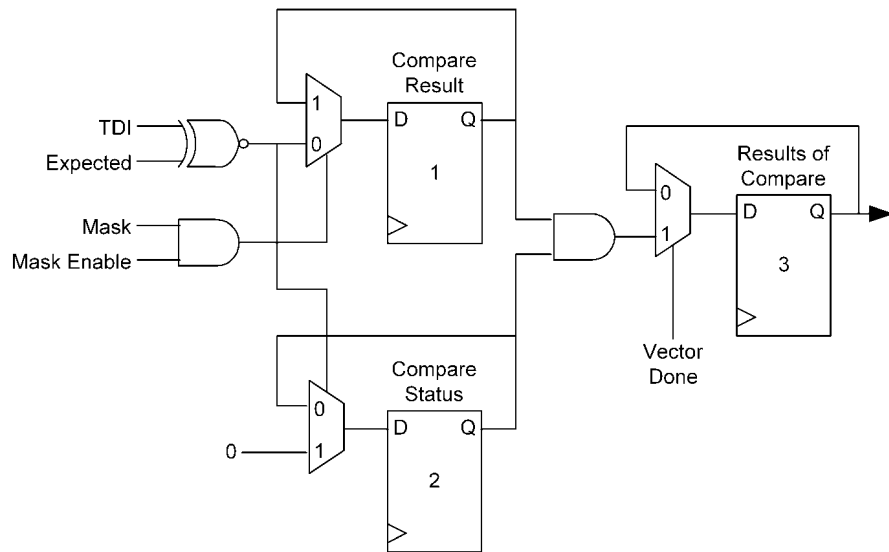 Compare
Result
1
0
D
Q
1
TDI
Expected
Mask
Mask Enable
Results of
Compare
0
1
D
Q
3
Vector
Done
Compare
Status
0
1
0
D
Q
2